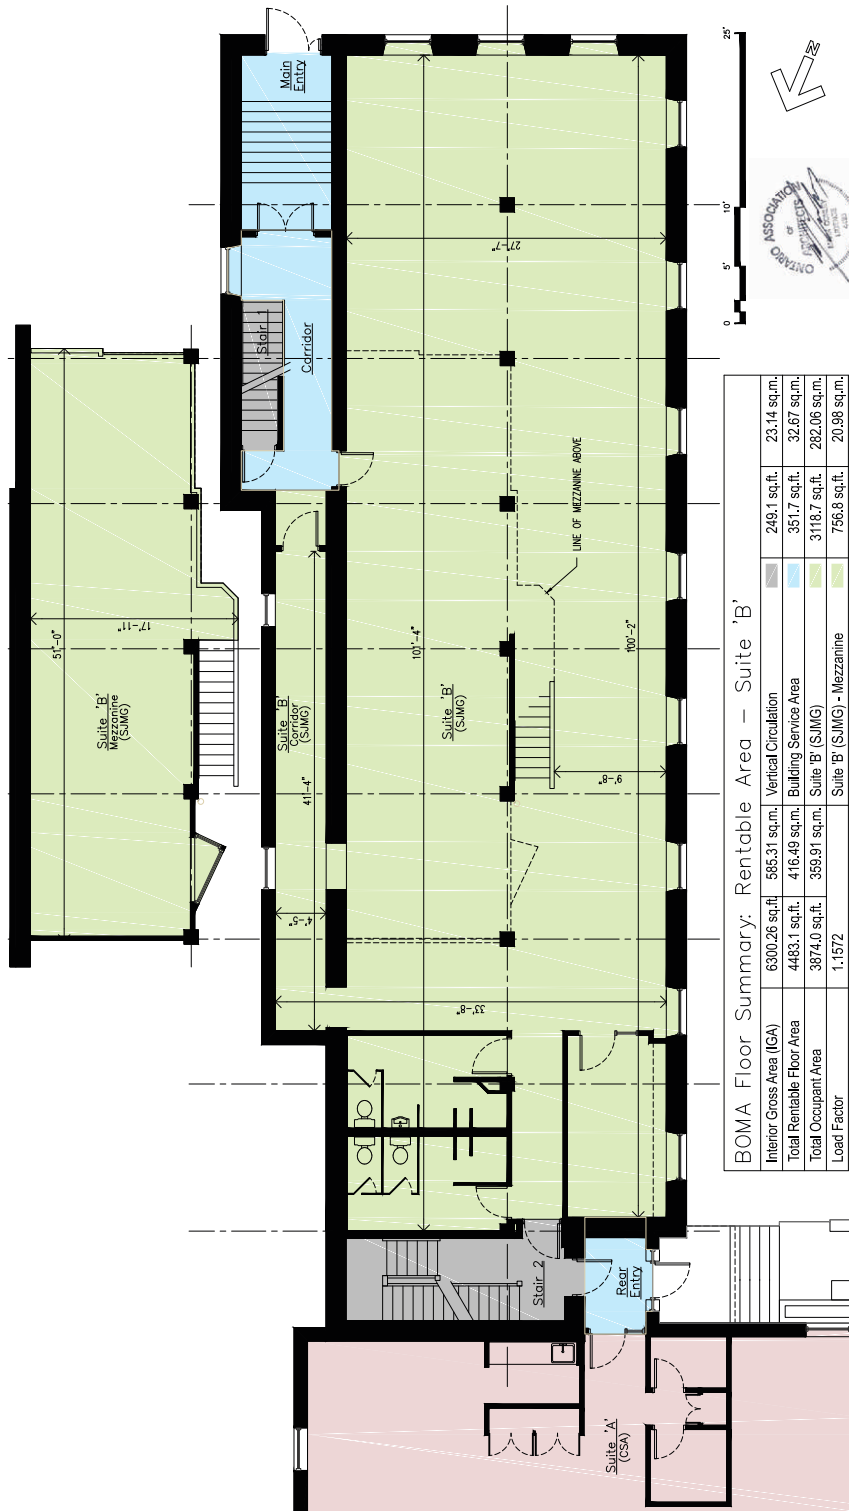 Main
Entry
Stair 1
Corridor
27'-7"
51'-0"
17'-11"
Suite 'B'
Mezzanine
(SJMG)
Suite 'B'
Corridor
(SJMG)
41'-4"
4'-5"
101'-4"
Suite 'B'
(SJMG)
LINE OF MEZZANINE ABOVE
100'-2"
9'-8"
33'-8"
Stair 2
Rear
Entry
Suite 'A'
(CSA)
0 5' 10' 25'
N
ONTARIO ASSOCIATION
OF
ARCHITECTS
BOMA Floor Summary: Rentable Area – Suite 'B'
Interior Gross Area (IGA) 6300.26 sq.ft. 585.31 sq.m. Vertical Circulation 249.1 sq.ft. 23.14 sq.m.
Total Rentable Floor Area 4483.1 sq.ft. 416.49 sq.m. Building Service Area 351.7 sq.ft. 32.67 sq.m.
Total Occupant Area 3874.0 sq.ft. 359.91 sq.m. Suite 'B' (SJMG) 3118.7 sq.ft. 282.06 sq.m.
Load Factor 1.1572 Suite 'B' (SJMG) - Mezzanine 756.8 sq.ft. 20.98 sq.m.